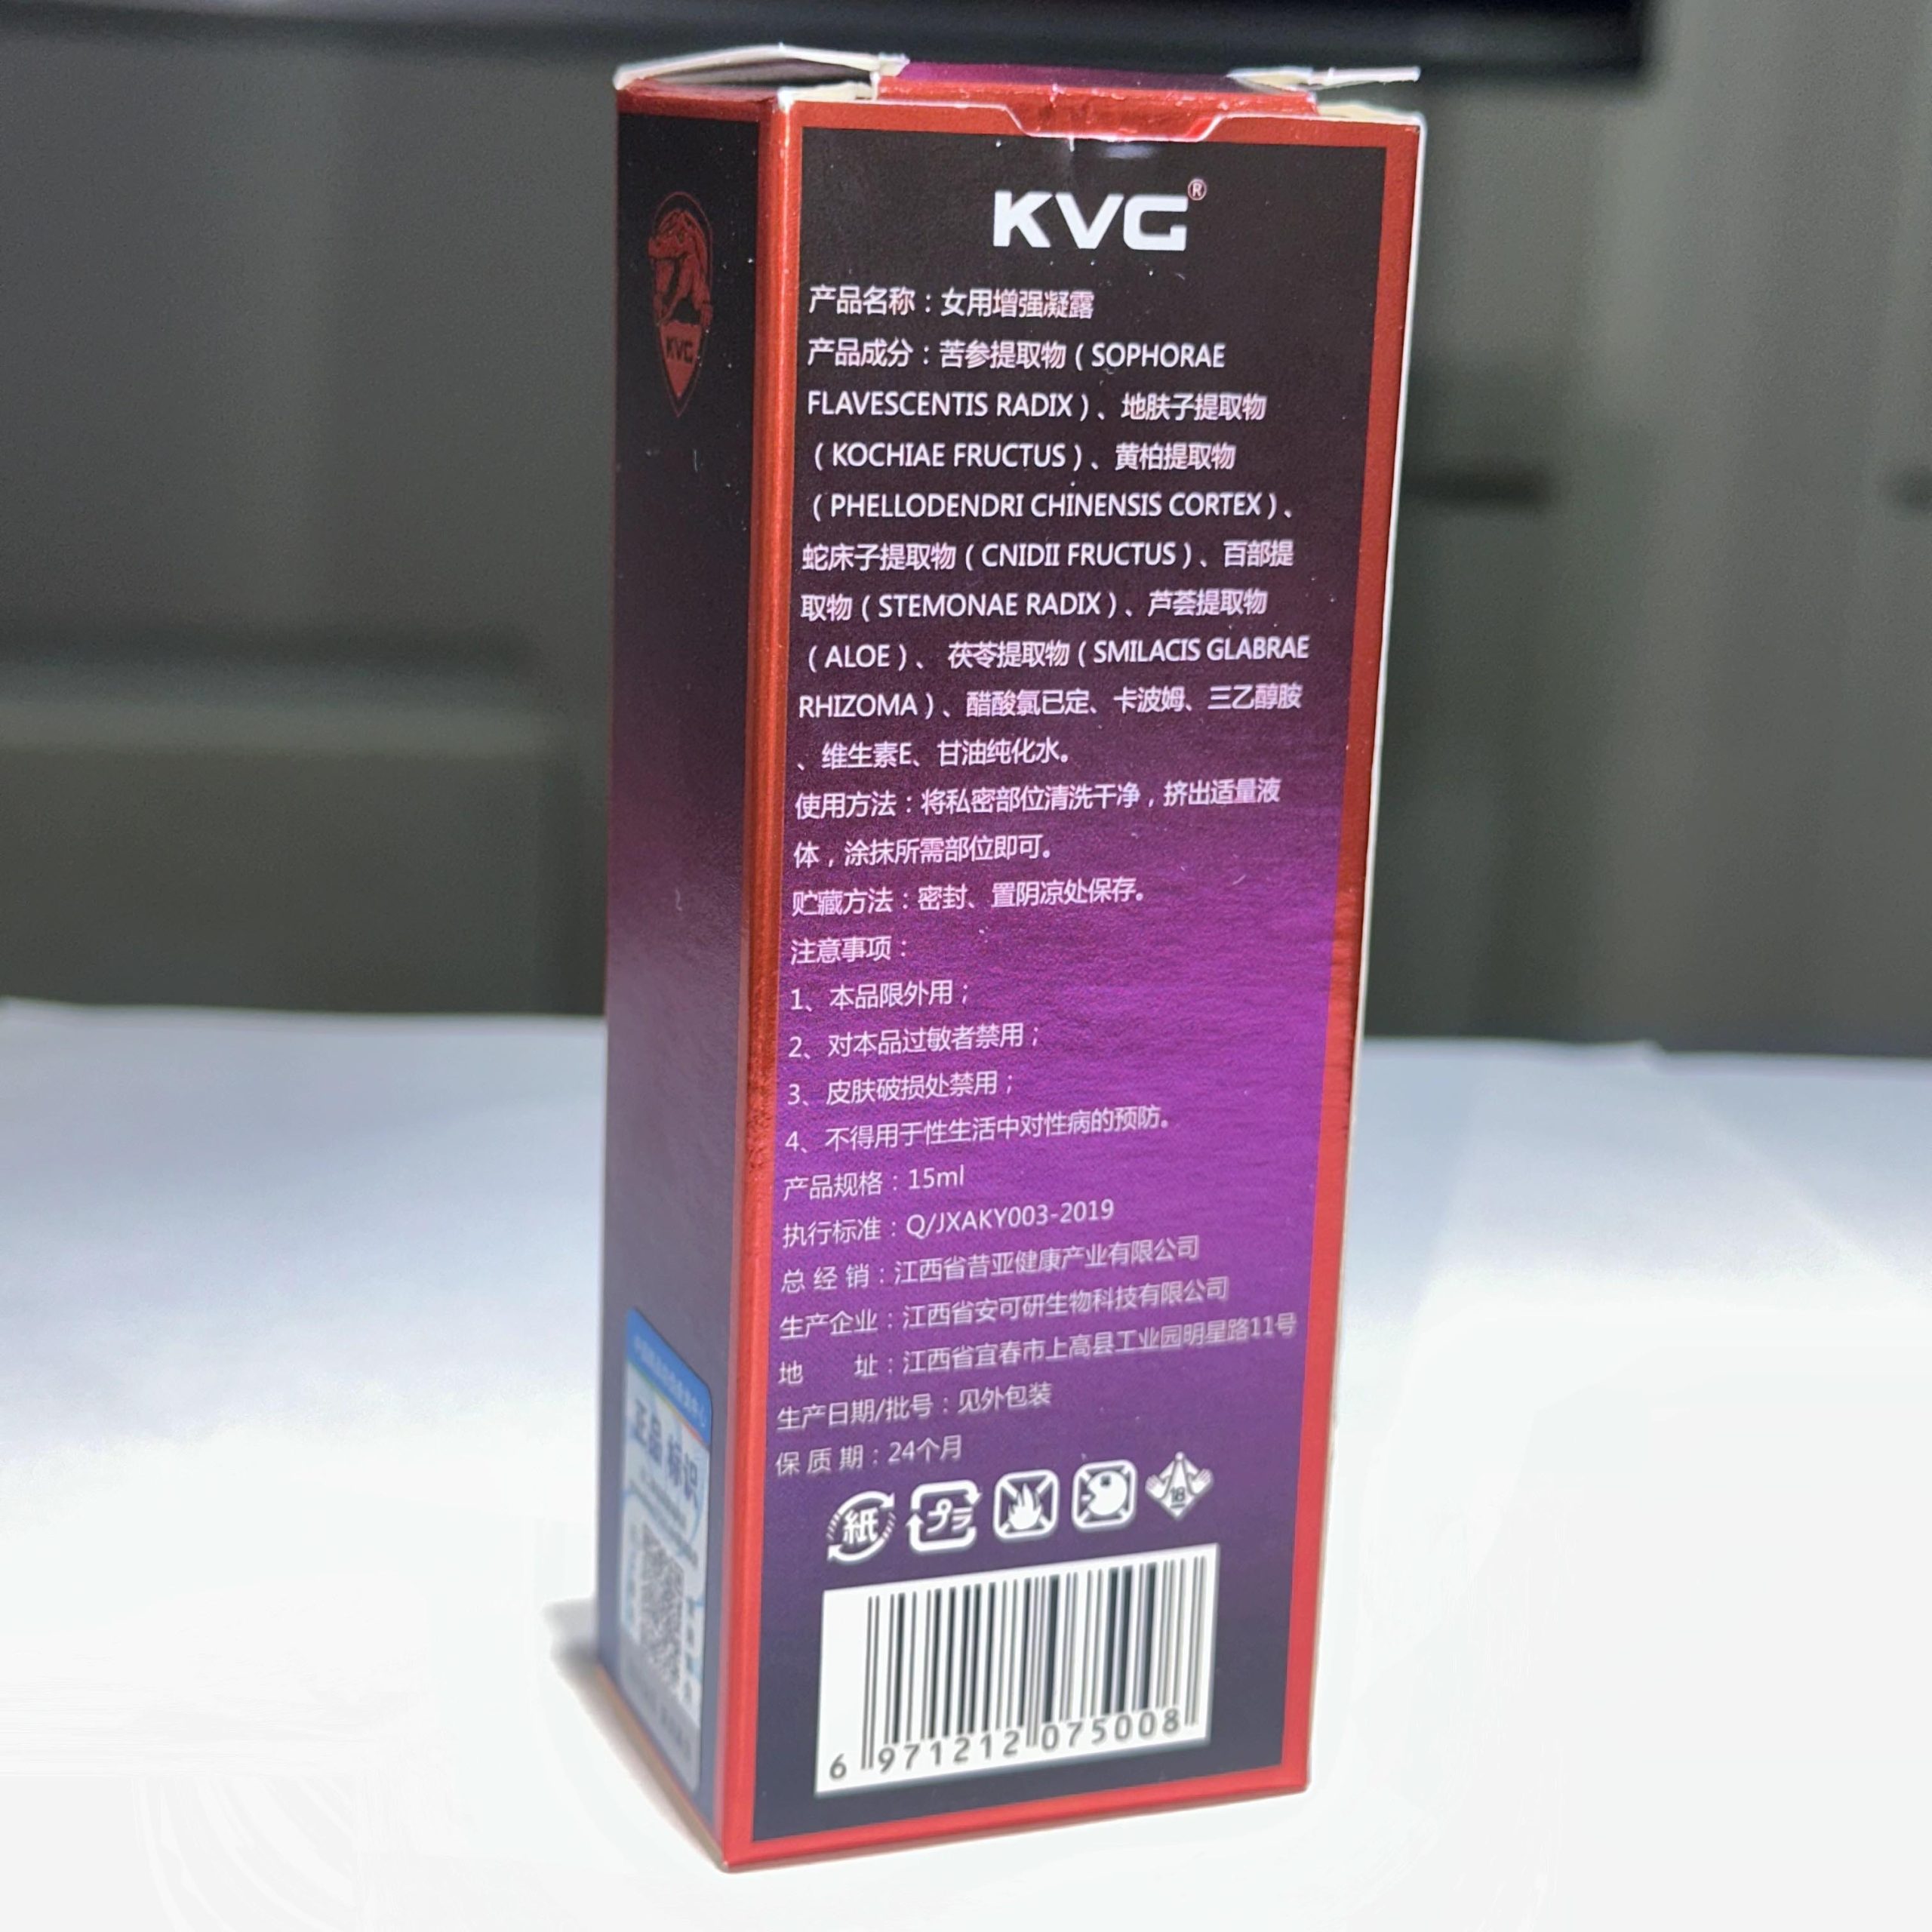 KVG®
产品名称：女用增强凝露
产品成分：苦参提取物（SOPHORAE
FLAVESCENTIS RADIX）、地肤子提取物
（KOCHIAE FRUCTUS）、黄柏提取物
（PHELLODENDRI CHINENSIS CORTEX）、
蛇床子提取物（CNIDII FRUCTUS）、百部提
取物（STEMONAE RADIX）、芦荟提取物
（ALOE）、 茯苓提取物（SMILACIS GLABRAE
RHIZOMA）、醋酸氯已定、卡波姆、三乙醇胺
、维生素E、甘油纯化水。
使用方法：将私密部位清洗干净，挤出适量液
体，涂抹所需部位即可。
贮藏方法：密封、置阴凉处保存。
注意事项：
1、本品限外用；
2、对本品过敏者禁用；
3、皮肤破损处禁用；
4、不得用于性生活中对性病的预防。
产品规格：15ml
执行标准：Q/JXAKY003-2019
总 经 销：江西省昔亚健康产业有限公司
生产企业：江西省安可研生物科技有限公司
地 址：江西省宜春市上高县工业园明星路11号
生产日期/批号：见外包装
保 质 期：24个月
紙 プラ 18
6 971212 075008
KVG
正品 标识